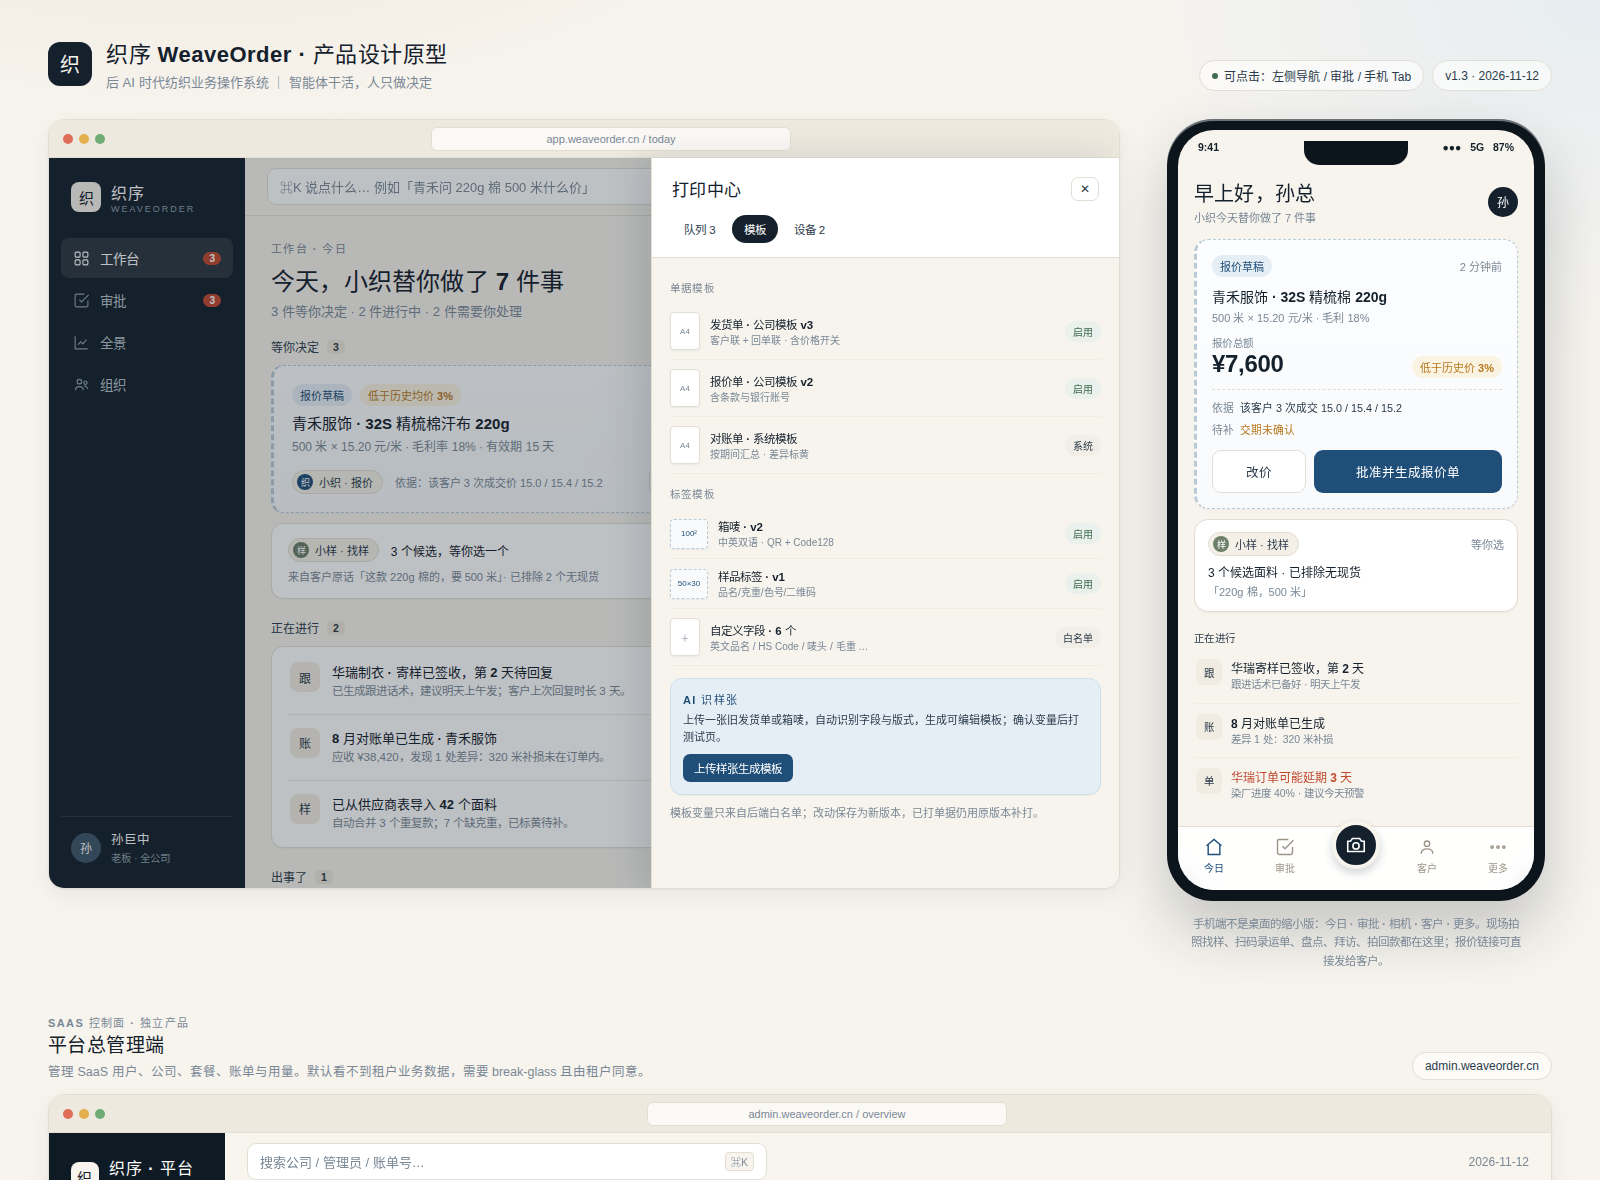 织
织序 WeaveOrder · 产品设计原型
后 AI 时代纺织业务操作系统 | 智能体干活，人只做决定
可点击：左侧导航 / 审批 / 手机 Tab
v1.3 · 2026-11-12
app.weaveorder.cn / today
织
织序
WEAVEORDER
工作台 3
审批 3
全景
组织
孙
孙巨中
老板 · 全公司
⌘K 说点什么… 例如「青禾问 220g 棉 500 米什么价」
工作台 · 今日
今天，小织替你做了 7 件事
3 件等你决定 · 2 件进行中 · 2 件需要你处理
等你决定 3
报价草稿 低于历史均价 3%
青禾服饰 · 32S 精梳棉汗布 220g
500 米 × 15.20 元/米 · 毛利率 18% · 有效期 15 天
织 小织 · 报价 依据：该客户 3 次成交价 15.0 / 15.4 / 15.2
样 小样 · 找样 3 个候选，等你选一个
来自客户原话「这款 220g 棉的，要 500 米」· 已排除 2 个无现货
正在进行 2
跟 华瑞制衣 · 寄样已签收，第 2 天待回复
已生成跟进话术，建议明天上午发；客户上次回复时长 3 天。
账 8 月对账单已生成 · 青禾服饰
应收 ¥38,420，发现 1 处差异：320 米补损未在订单内。
样 已从供应商表导入 42 个面料
自动合并 3 个重复款；7 个缺克重，已标黄待补。
出事了 1
打印中心
✕
队列 3 模板 设备 2
单据模板
A4 发货单 · 公司模板 v3 启用
客户联 + 回单联 · 含价格开关
A4 报价单 · 公司模板 v2 启用
含条款与银行账号
A4 对账单 · 系统模板 系统
按期间汇总 · 差异标黄
标签模板
100² 箱唛 · v2 启用
中英双语 · QR + Code128
50×30 样品标签 · v1 启用
品名/克重/色号/二维码
+ 自定义字段 · 6 个 白名单
英文品名 / HS Code / 唛头 / 毛重 …
AI 识样张
上传一张旧发货单或箱唛，自动识别字段与版式，生成可编辑模板；确认变量后打
测试页。
上传样张生成模板
模板变量只来自后端白名单；改动保存为新版本，已打单据仍用原版本补打。
9:41 5G 87%
早上好，孙总
小织今天替你做了 7 件事
孙
报价草稿 2 分钟前
青禾服饰 · 32S 精梳棉 220g
500 米 × 15.20 元/米 · 毛利 18%
报价总额
¥7,600 低于历史价 3%
依据 该客户 3 次成交 15.0 / 15.4 / 15.2
待补 交期未确认
改价 批准并生成报价单
样 小样 · 找样 等你选
3 个候选面料 · 已排除无现货
「220g 棉，500 米」
正在进行
跟 华瑞寄样已签收，第 2 天
跟进话术已备好 · 明天上午发
账 8 月对账单已生成
差异 1 处：320 米补损
单 华瑞订单可能延期 3 天
染厂进度 40% · 建议今天预警
今日 审批 客户 更多
手机端不是桌面的缩小版：今日 · 审批 · 相机 · 客户 · 更多。现场拍
照找样、扫码录运单、盘点、拜访、拍回款都在这里；报价链接可直
接发给客户。
SAAS 控制面 · 独立产品
平台总管理端
管理 SaaS 用户、公司、套餐、账单与用量。默认看不到租户业务数据，需要 break-glass 且由租户同意。
admin.weaveorder.cn
admin.weaveorder.cn / overview
织
织序 · 平台
搜索公司 / 管理员 / 账单号… ⌘K
2026-11-12